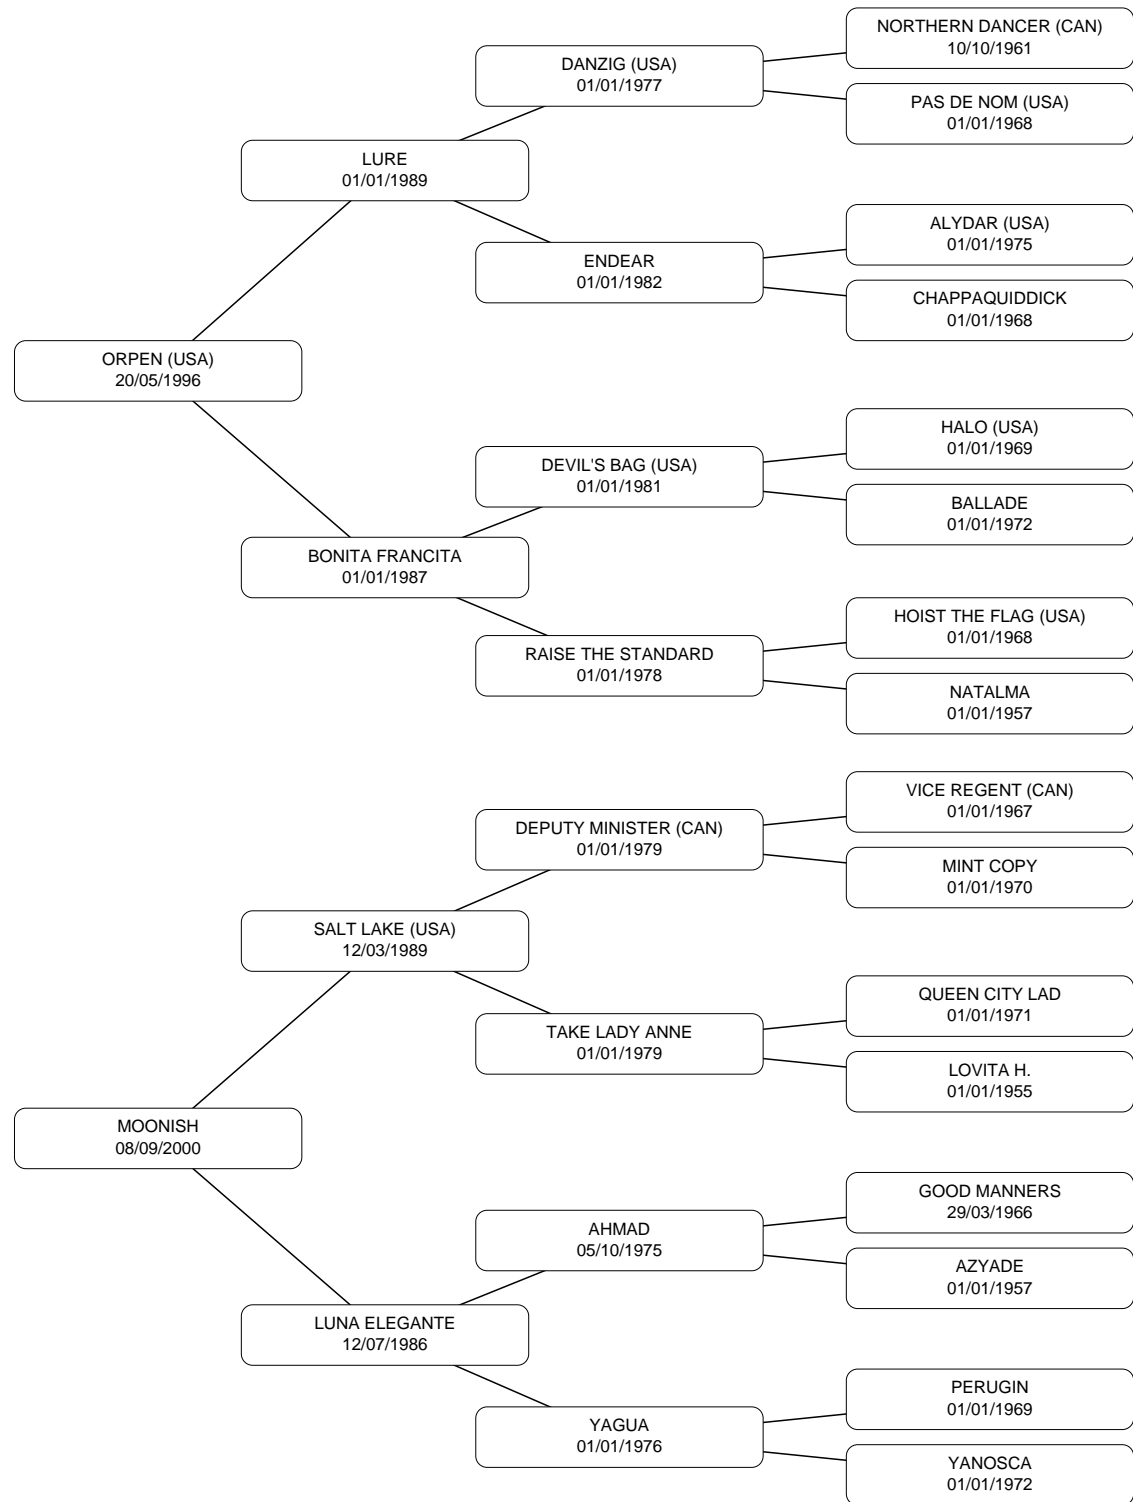 NORTHERN DANCER (CAN)
10/10/1961
DANZIG (USA)
01/01/1977
PAS DE NOM (USA)
01/01/1968
LURE
01/01/1989
ALYDAR (USA)
01/01/1975
ENDEAR
01/01/1982
CHAPPAQUIDDICK
01/01/1968
ORPEN (USA)
20/05/1996
HALO (USA)
01/01/1969
DEVIL'S BAG (USA)
01/01/1981
BALLADE
01/01/1972
BONITA FRANCITA
01/01/1987
HOIST THE FLAG (USA)
01/01/1968
RAISE THE STANDARD
01/01/1978
NATALMA
01/01/1957
VICE REGENT (CAN)
01/01/1967
DEPUTY MINISTER (CAN)
01/01/1979
MINT COPY
01/01/1970
SALT LAKE (USA)
12/03/1989
QUEEN CITY LAD
01/01/1971
TAKE LADY ANNE
01/01/1979
LOVITA H.
01/01/1955
MOONISH
08/09/2000
GOOD MANNERS
29/03/1966
AHMAD
05/10/1975
AZYADE
01/01/1957
LUNA ELEGANTE
12/07/1986
PERUGIN
01/01/1969
YAGUA
01/01/1976
YANOSCA
01/01/1972